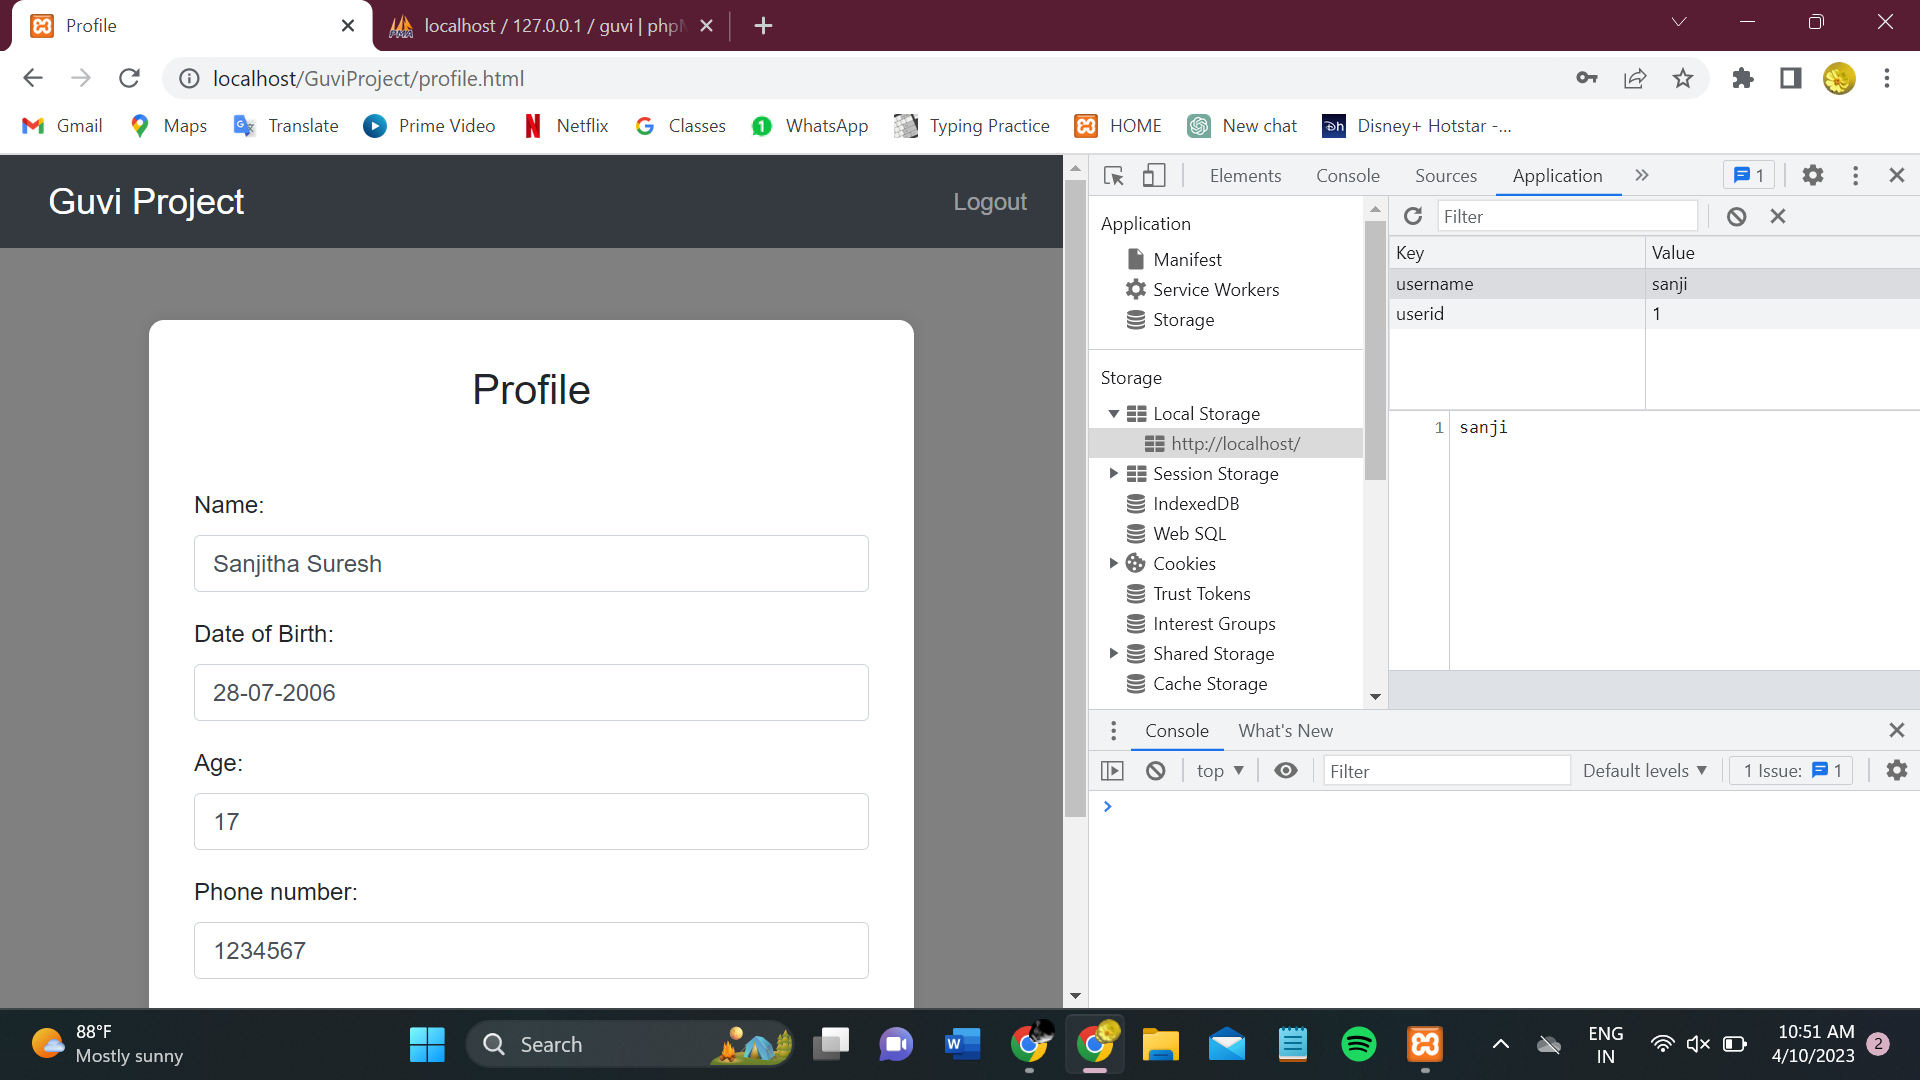 Profile
localhost / 127.0.0.1 / guvi | php
localhost/GuviProject/profile.html
Gmail Maps Translate Prime Video Netflix Classes WhatsApp Typing Practice HOME New chat Disney+ Hotstar -...
Guvi Project
Logout
Profile
Name:
Sanjitha Suresh
Date of Birth:
28-07-2006
Age:
17
Phone number:
1234567
Elements Console Sources Application 1
Application
Manifest
Service Workers
Storage
Storage
Local Storage
http://localhost/
Session Storage
IndexedDB
Web SQL
Cookies
Trust Tokens
Interest Groups
Shared Storage
Cache Storage
Filter
Key Value
username sanji
userid 1
1 sanji
Console What's New
top Filter Default levels 1 Issue: 1
88°F
Mostly sunny
Search
ENG
IN
10:51 AM
4/10/2023
2